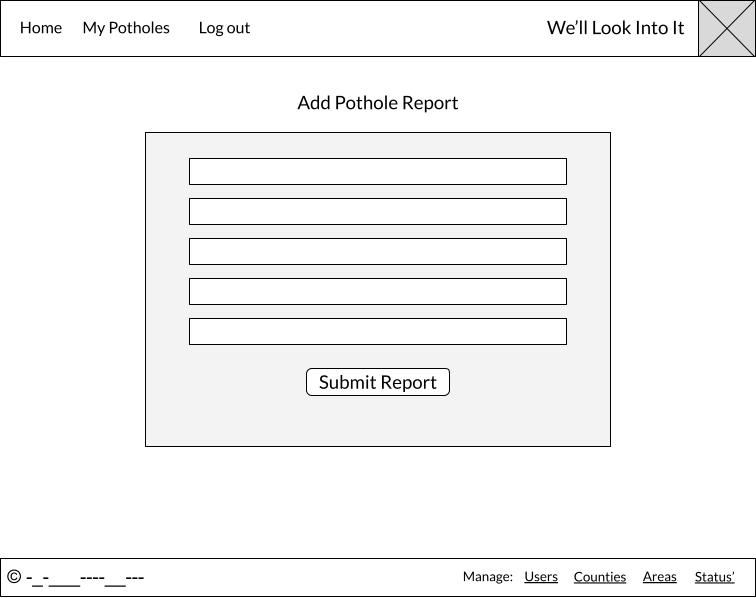 Home My Potholes Log out We'll Look Into It
Add Pothole Report
Submit Report
© -_-___----__--- Manage: Users Counties Areas Status'